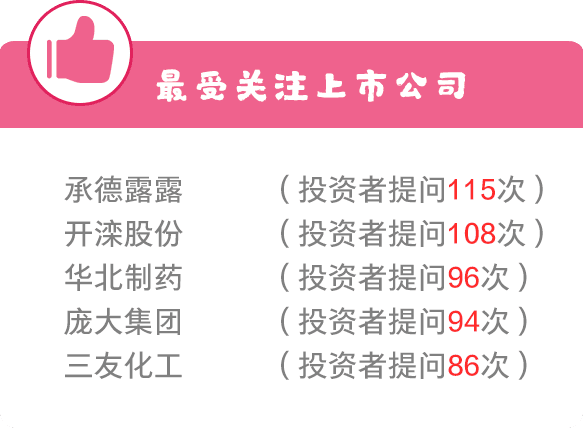 最受关注上市公司
承德露露 （投资者提问115次）
开滦股份 （投资者提问108次）
华北制药 （投资者提问96次）
庞大集团 （投资者提问94次）
三友化工 （投资者提问86次）